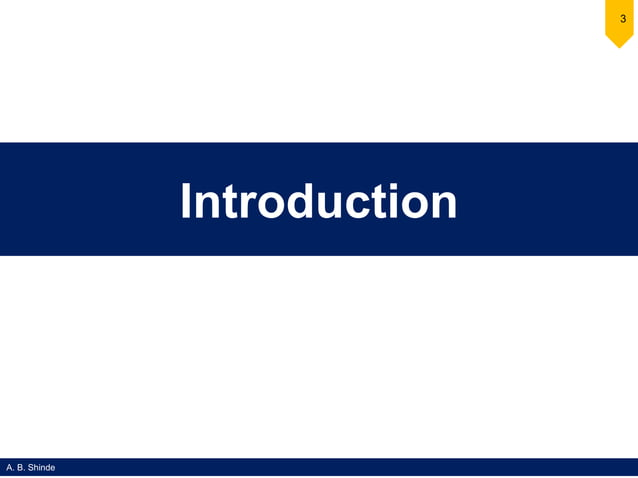 3
Introduction
A. B. Shinde